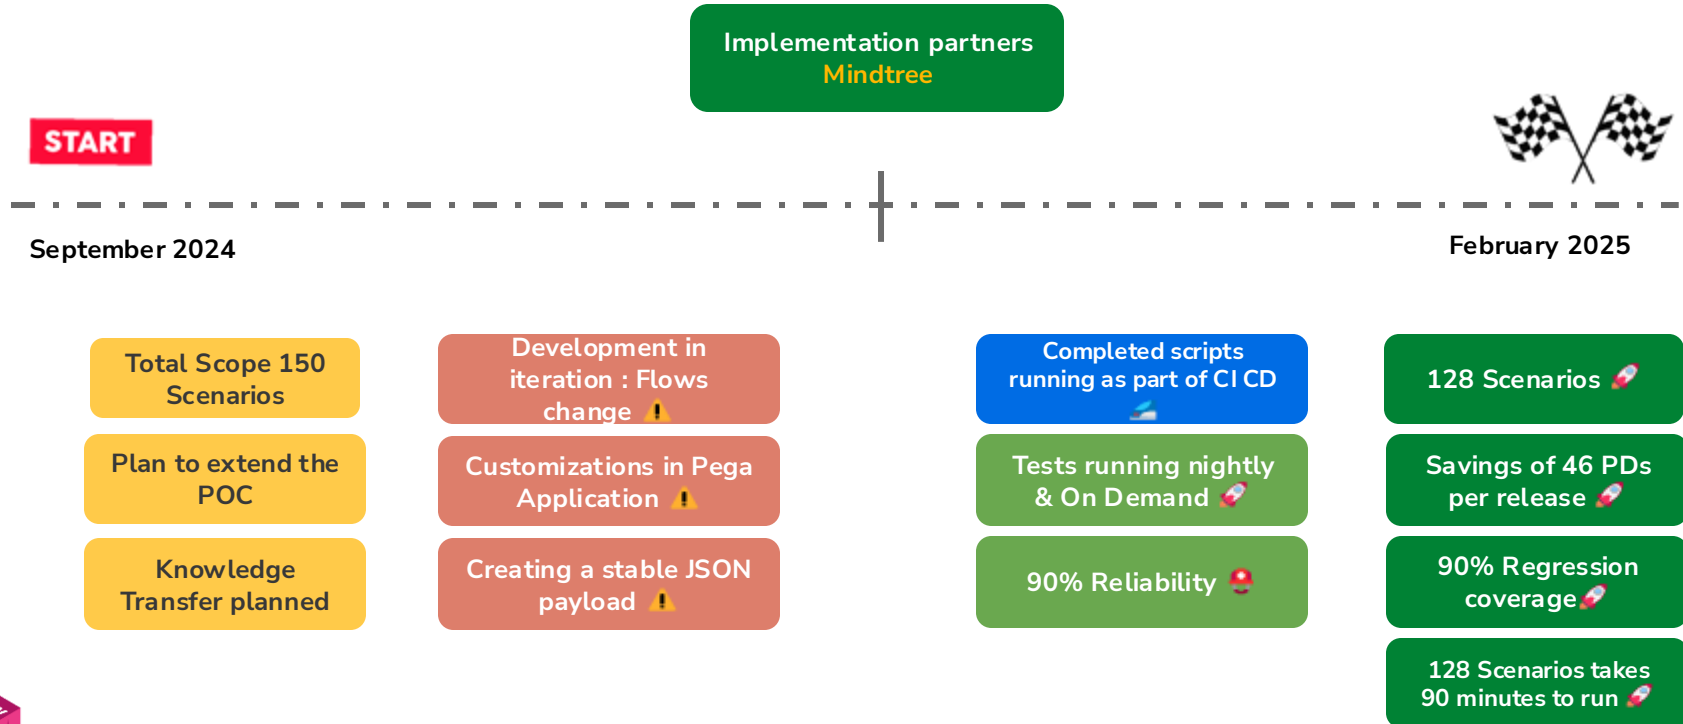 Implementation partners
Mindtree
START
September 2024
February 2025
Total Scope 150
Scenarios
Plan to extend the
POC
Knowledge
Transfer planned
Development in
iteration : Flows
change ⚠️
Customizations in Pega
Application ⚠️
Creating a stable JSON
payload ⚠️
Completed scripts
running as part of CI CD
Tests running nightly
& On Demand 🚀
90% Reliability ⛑️
128 Scenarios 🚀
Savings of 46 PDs
per release 🚀
90% Regression
coverage🚀
128 Scenarios takes
90 minutes to run 🚀